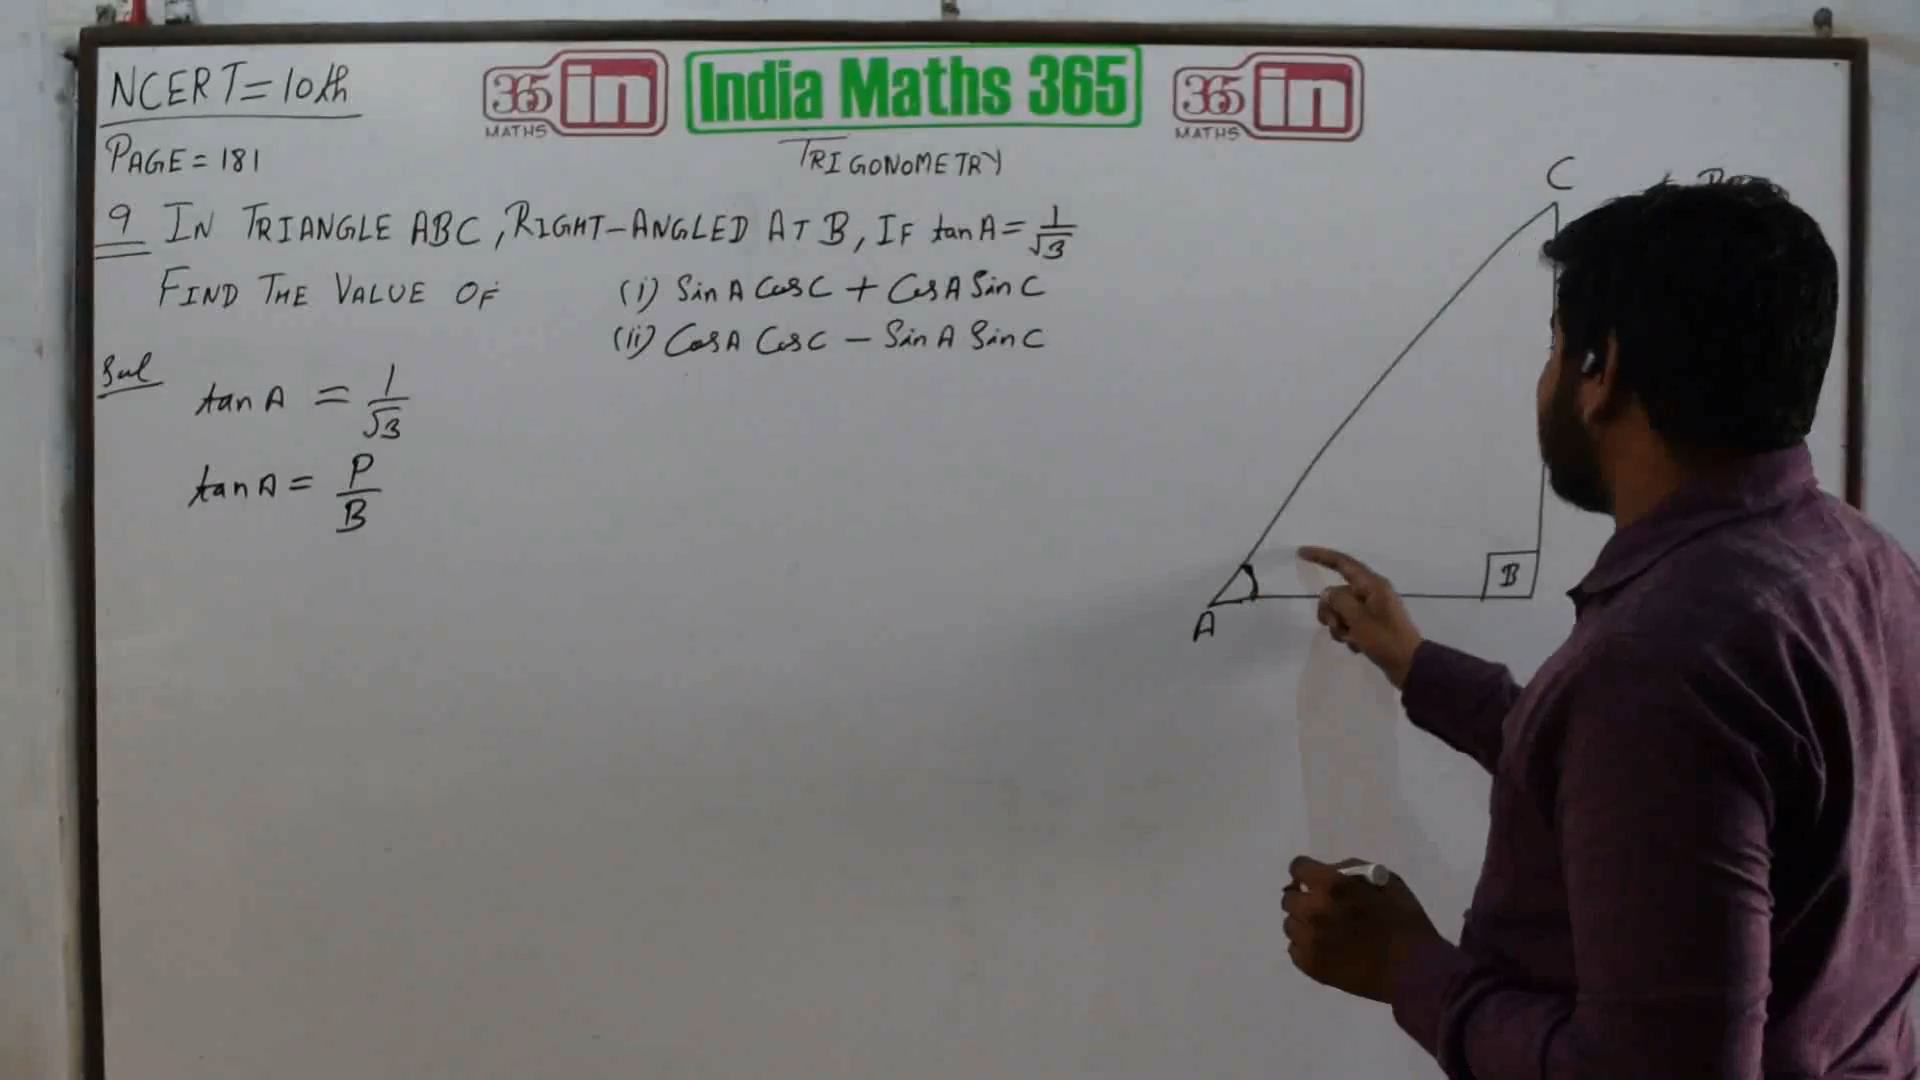 NCERT=10th
365 in MATHS
India Maths 365
365 in MATHS
PAGE=181
TRIGONOMETRY
9 IN TRIANGLE ABC, RIGHT-ANGLED AT B, IF tan A = 1/√3
FIND THE VALUE OF (i) Sin A Cos C + Cos A Sin C
(ii) Cos A Cos C - Sin A Sin C
Sol
tan A = 1/√3
tan A = P/B
C
B
A